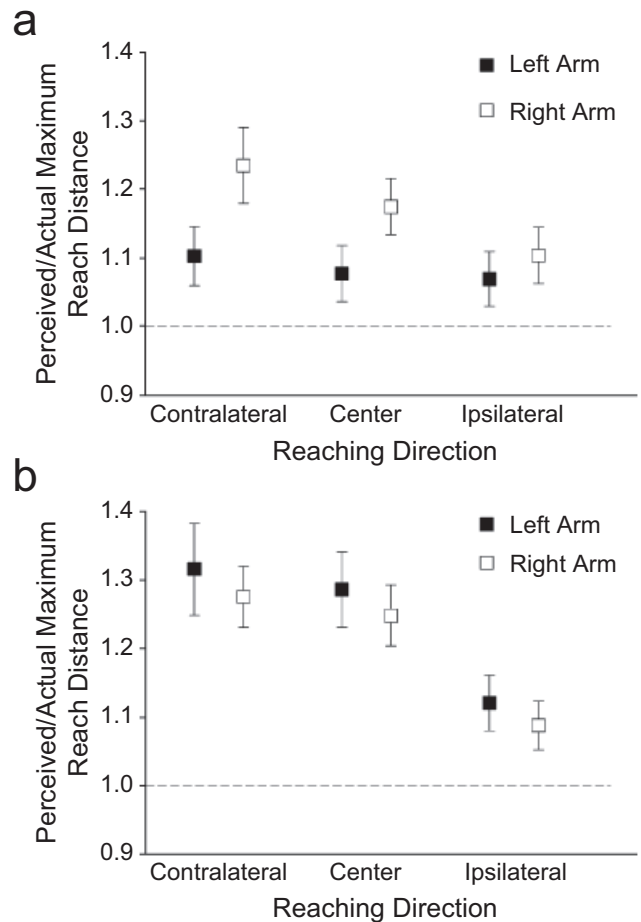 a
1.4
1.3
1.2
1.1
1.0
0.9
Perceived/Actual Maximum
Reach Distance
Left Arm
Right Arm
Contralateral Center Ipsilateral
Reaching Direction
b
1.4
1.3
1.2
1.1
1.0
0.9
Perceived/Actual Maximum
Reach Distance
Left Arm
Right Arm
Contralateral Center Ipsilateral
Reaching Direction